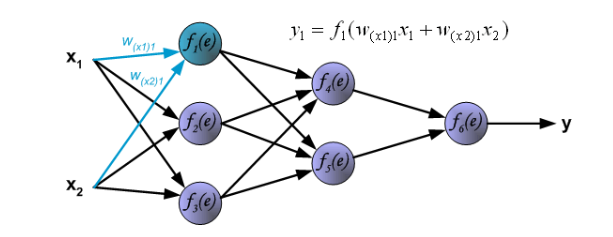 y₁ = f₁(w₍ₓ₁₎₁x₁ + w₍ₓ₂₎₁x₂)
w₍ₓ₁₎₁
f₁(e)
x₁
w₍ₓ₂₎₁
f₄(e)
f₂(e)
f₆(e)
y
f₅(e)
x₂
f₃(e)